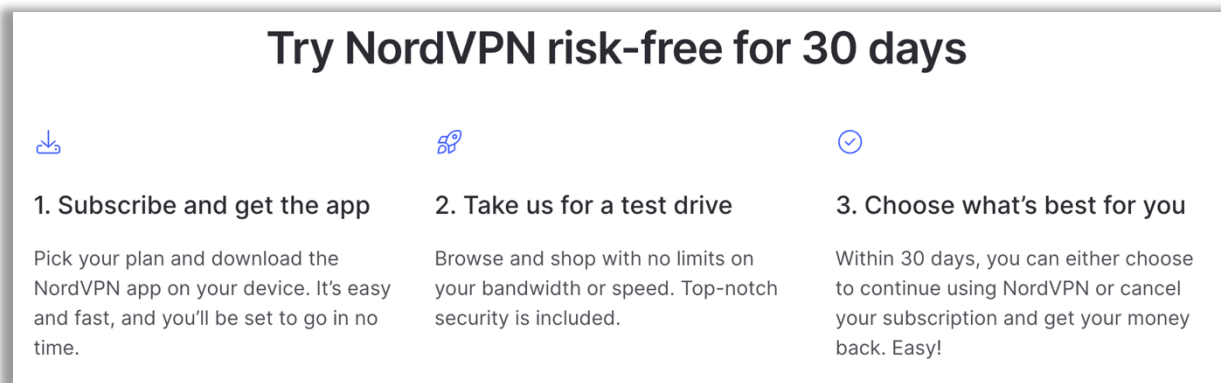 Try NordVPN risk-free for 30 days
1. Subscribe and get the app
Pick your plan and download the
NordVPN app on your device. It’s easy
and fast, and you’ll be set to go in no
time.
2. Take us for a test drive
Browse and shop with no limits on
your bandwidth or speed. Top-notch
security is included.
3. Choose what’s best for you
Within 30 days, you can either choose
to continue using NordVPN or cancel
your subscription and get your money
back. Easy!